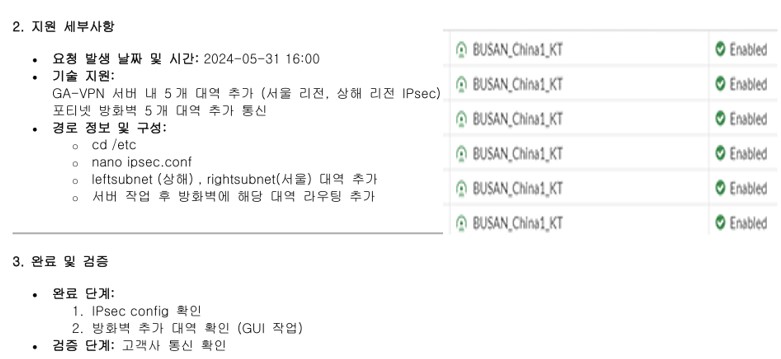 2. 지원 세부사항
• 요청 발생 날짜 및 시간: 2024-05-31 16:00
• 기술 지원:
GA-VPN 서버 내 5개 대역 추가 (서울 리전, 상해 리전 IPsec)
포티넷 방화벽 5개 대역 추가 통신
• 경로 정보 및 구성:
o cd /etc
o nano ipsec.conf
o leftsubnet (상해) , rightsubnet(서울) 대역 추가
o 서버 작업 후 방화벽에 해당 대역 라우팅 추가
BUSAN_China1_KT Enabled
BUSAN_China1_KT Enabled
BUSAN_China1_KT Enabled
BUSAN_China1_KT Enabled
BUSAN_China1_KT Enabled
BUSAN_China1_KT Enabled
3. 완료 및 검증
• 완료 단계:
1. IPsec config 확인
2. 방화벽 추가 대역 확인 (GUI 작업)
• 검증 단계: 고객사 통신 확인